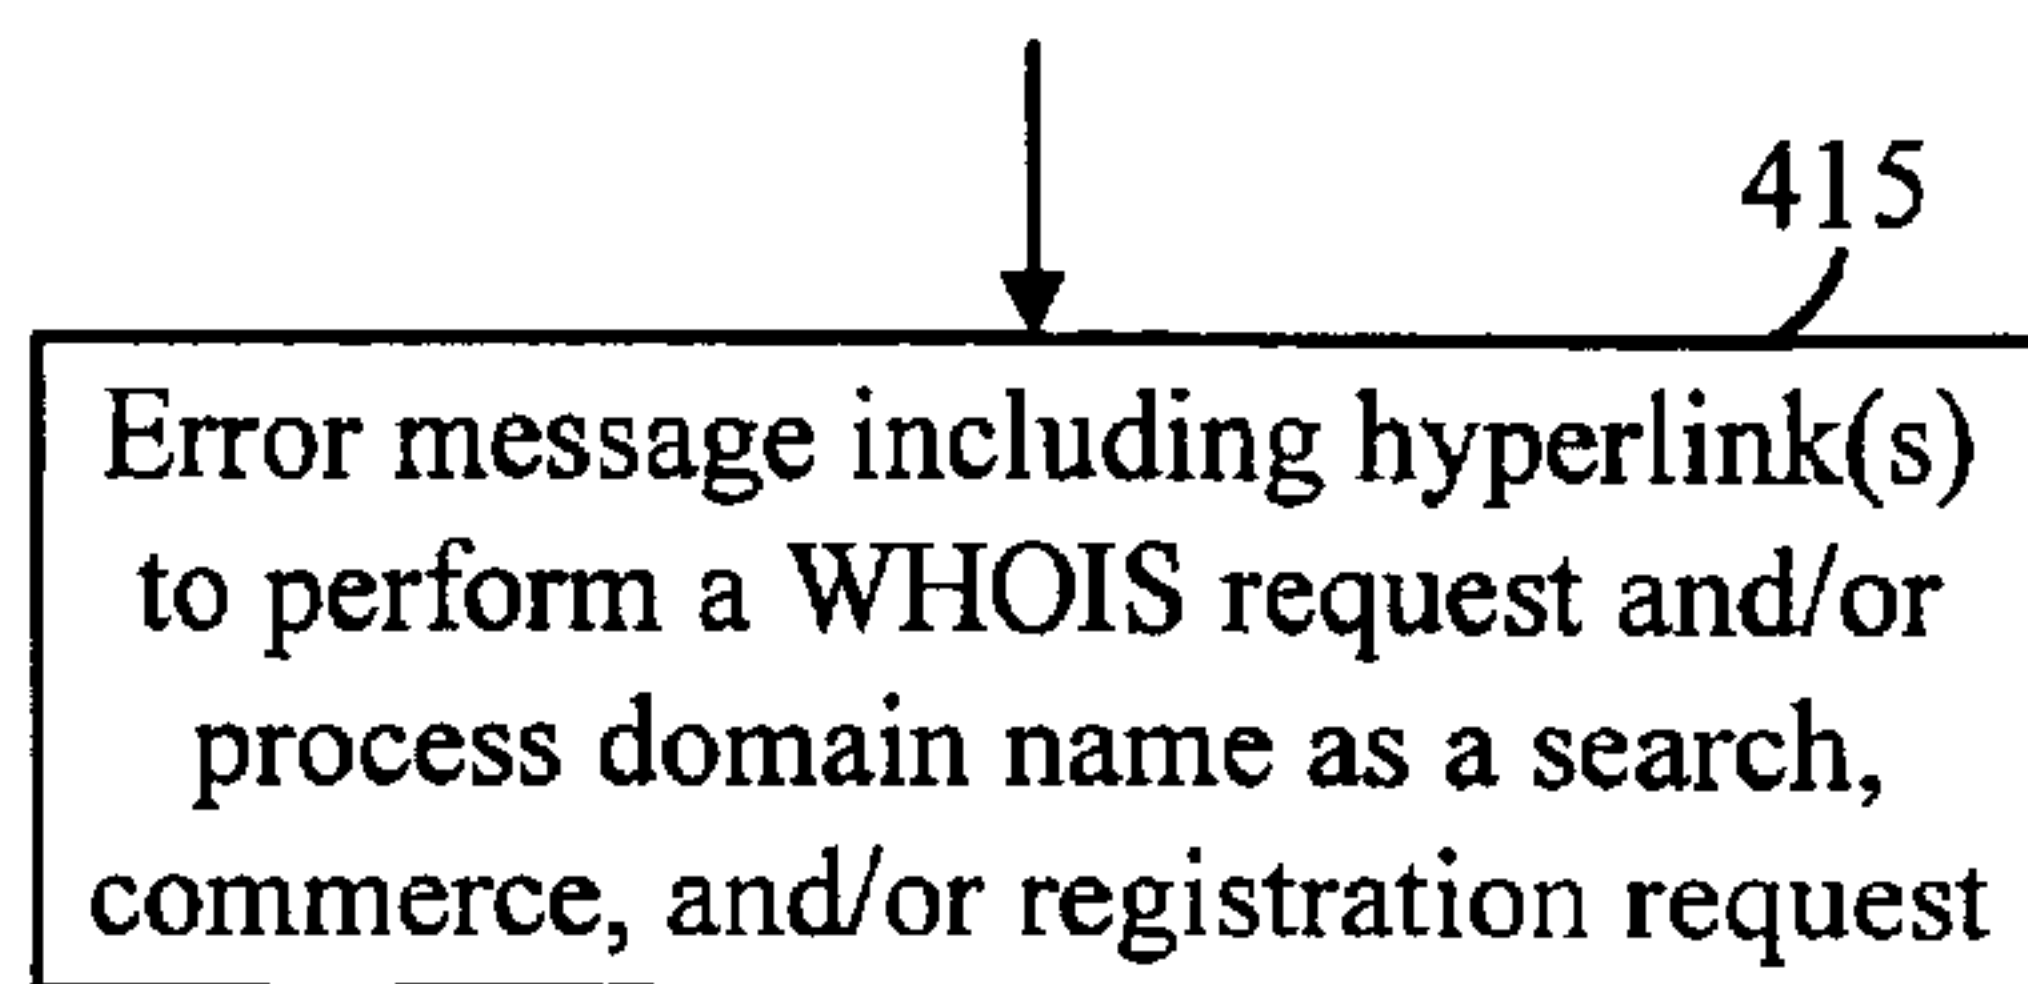 415
Error message including hyperlink(s)
to perform a WHOIS request and/or
process domain name as a search,
commerce, and/or registration request